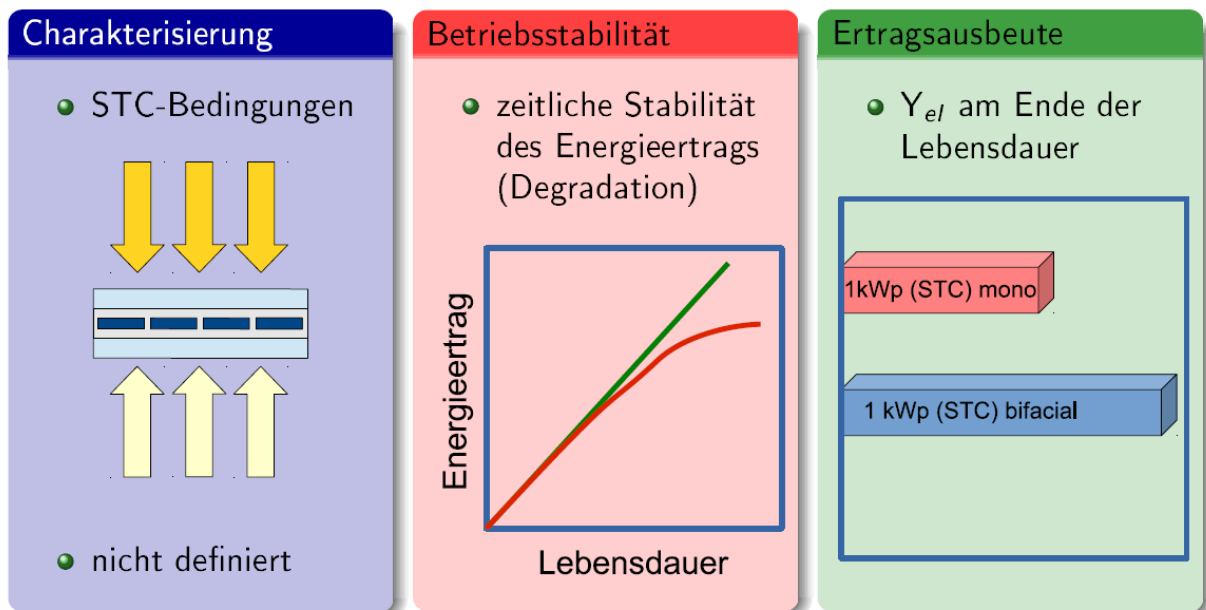 Charakterisierung
STC-Bedingungen
nicht definiert
Betriebsstabilität
zeitliche Stabilität
des Energieertrags
(Degradation)
Energieertrag
Lebensdauer
Ertragsausbeute
Y_el am Ende der
Lebensdauer
1kWp (STC) mono
1 kWp (STC) bifacial